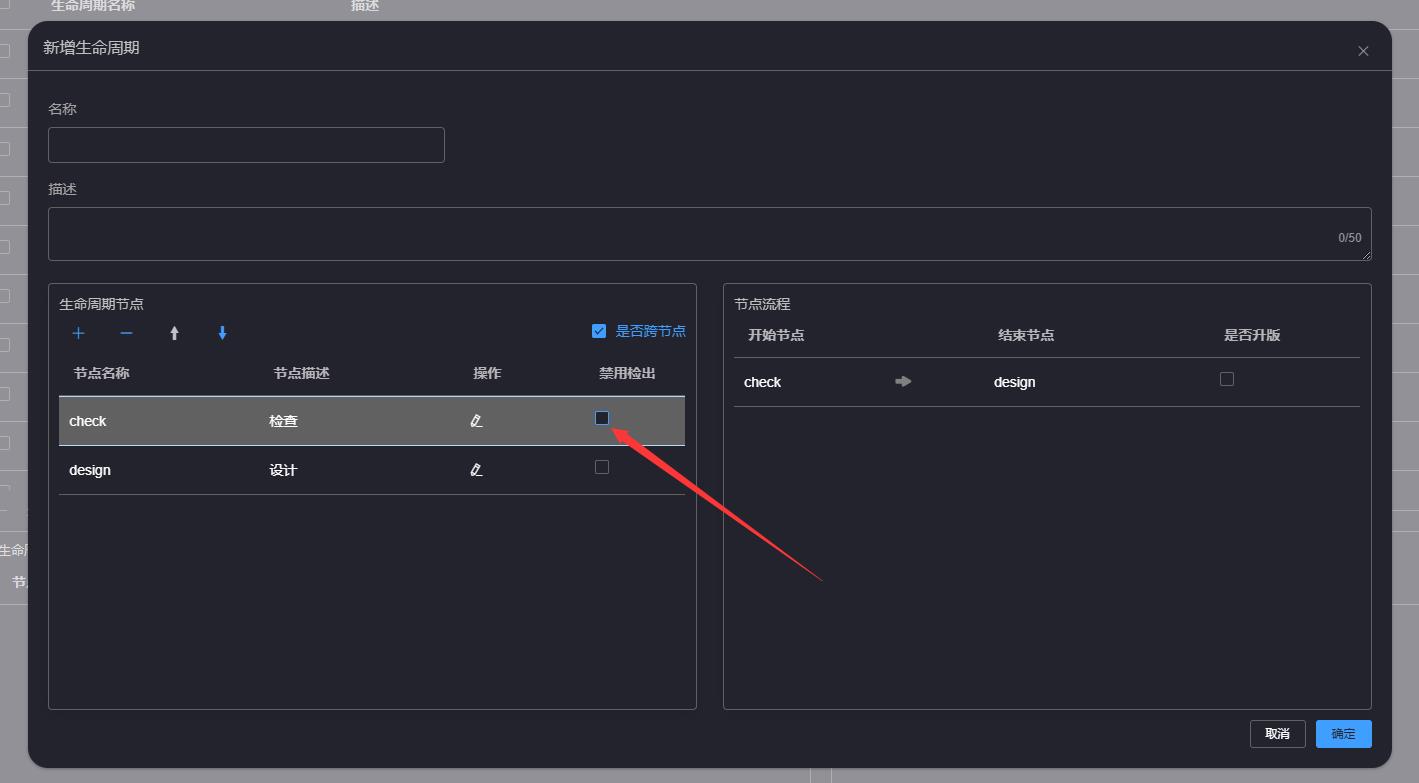 生命周期名称 描述
新增生命周期
名称
描述
0/50
生命周期节点
是否跨节点
节点名称 节点描述 操作 禁用检出
check 检查
design 设计
节点流程
开始节点 结束节点 是否升版
check design
生命周
节
取消 确定